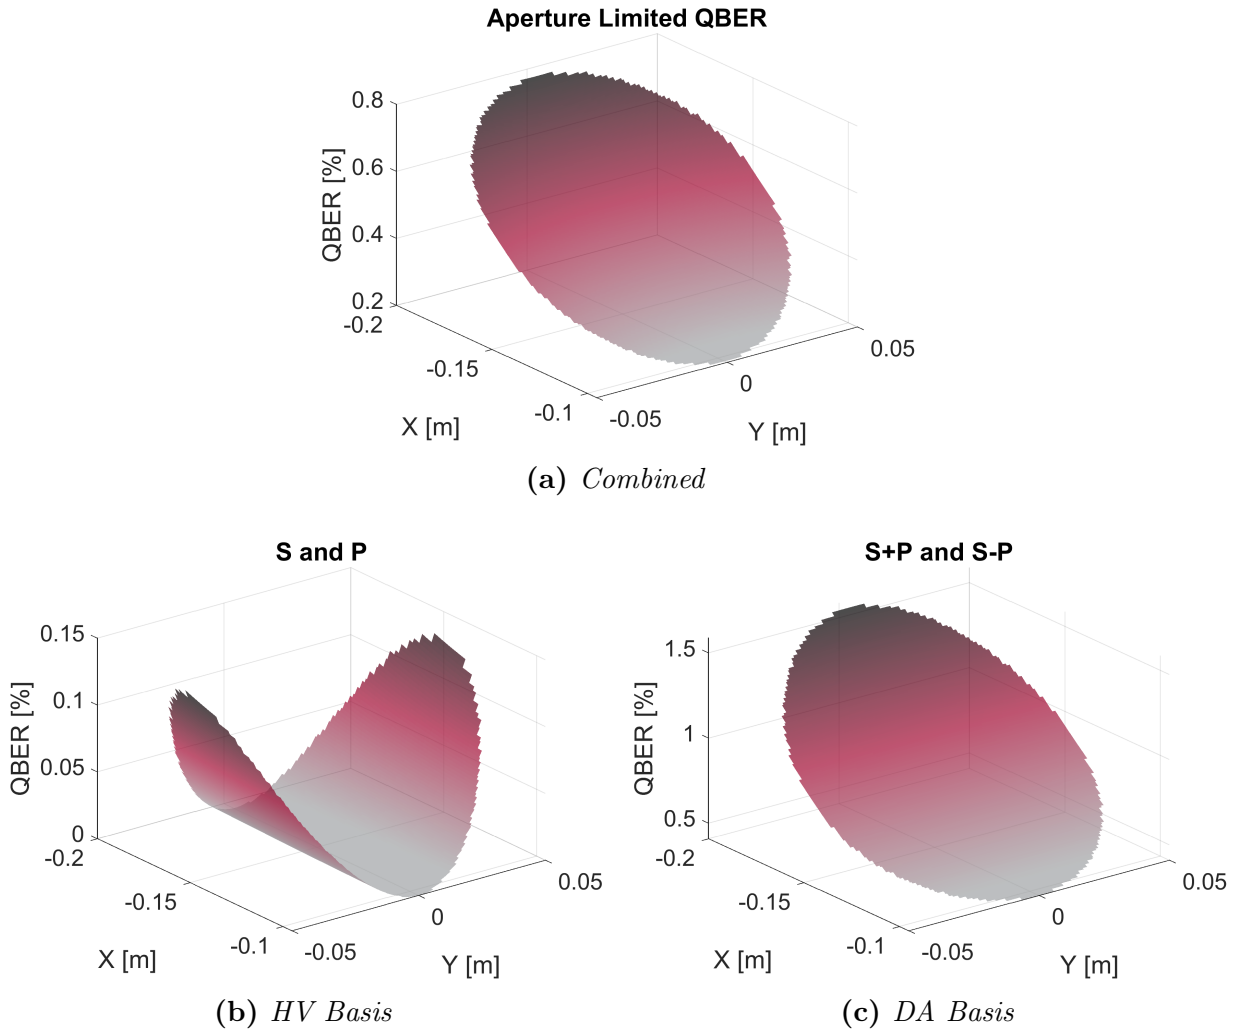 Aperture Limited QBER
QBER [%]
0.8
0.6
0.4
0.2
-0.2
-0.15
-0.1
X [m]
-0.05
0
0.05
Y [m]
(a) Combined
S and P
QBER [%]
0.15
0.1
0.05
0
-0.2
-0.15
-0.1
X [m]
-0.05
0
0.05
Y [m]
(b) HV Basis
S+P and S-P
QBER [%]
1.5
1
0.5
-0.2
-0.15
-0.1
X [m]
-0.05
0
0.05
Y [m]
(c) DA Basis